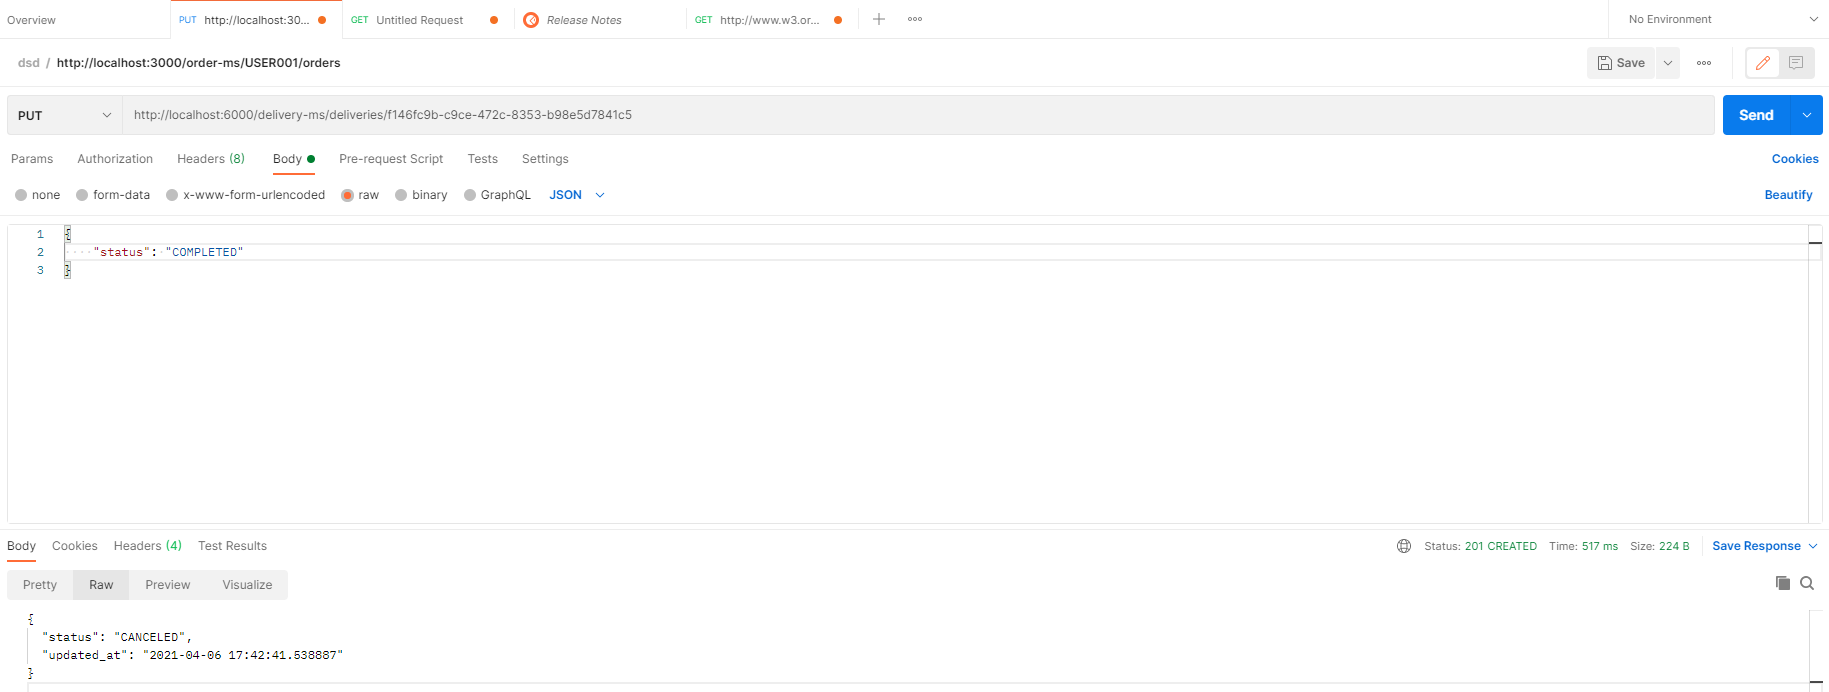 Overview PUT http://localhost:30... GET Untitled Request Release Notes GET http://www.w3.or... No Environment
dsd / http://localhost:3000/order-ms/USER001/orders Save
PUT http://localhost:6000/delivery-ms/deliveries/f146fc9b-c9ce-472c-8353-b98e5d7841c5 Send
Params Authorization Headers (8) Body Pre-request Script Tests Settings Cookies
none form-data x-www-form-urlencoded raw binary GraphQL JSON Beautify
1 {
2 "status": "COMPLETED"
3 }
Body Cookies Headers (4) Test Results Status: 201 CREATED Time: 517 ms Size: 224 B Save Response
Pretty Raw Preview Visualize
{
"status": "CANCELED",
"updated_at": "2021-04-06 17:42:41.538887"
}